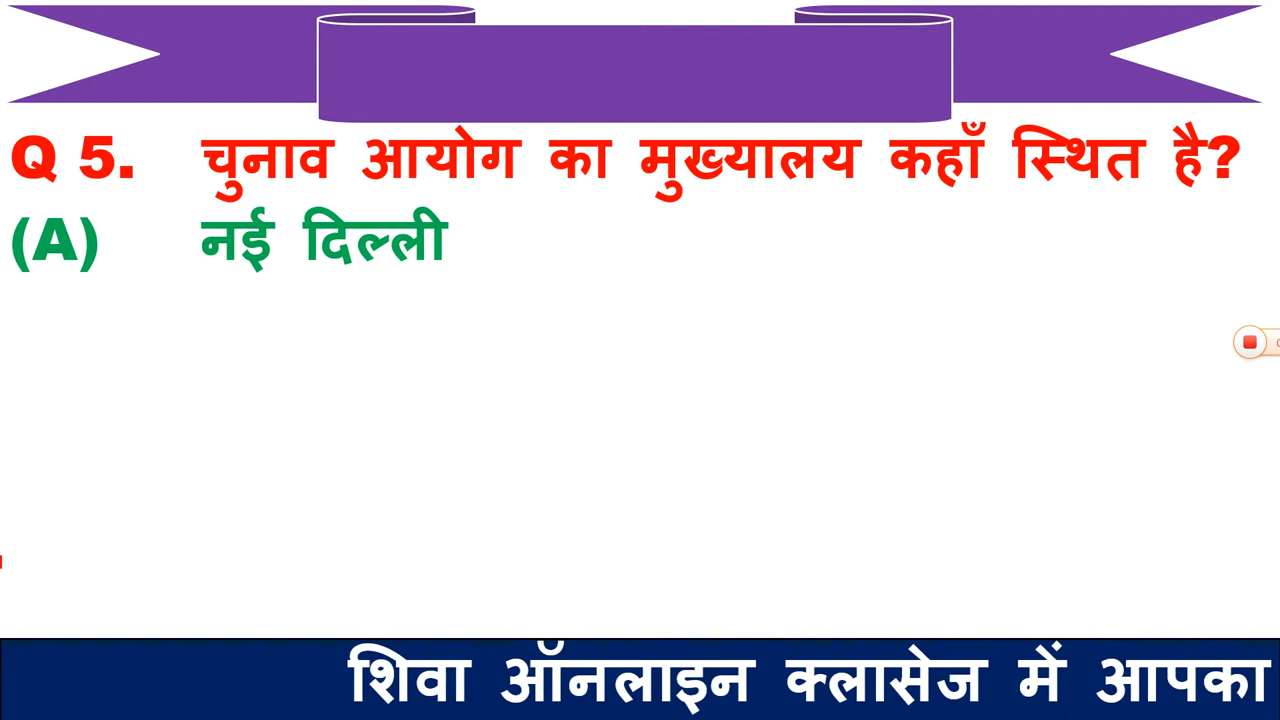 Q 5. चुनाव आयोग का मुख्यालय कहाँ स्थित है?
(A) नई दिल्ली
शिवा ऑनलाइन क्लासेज में आपका